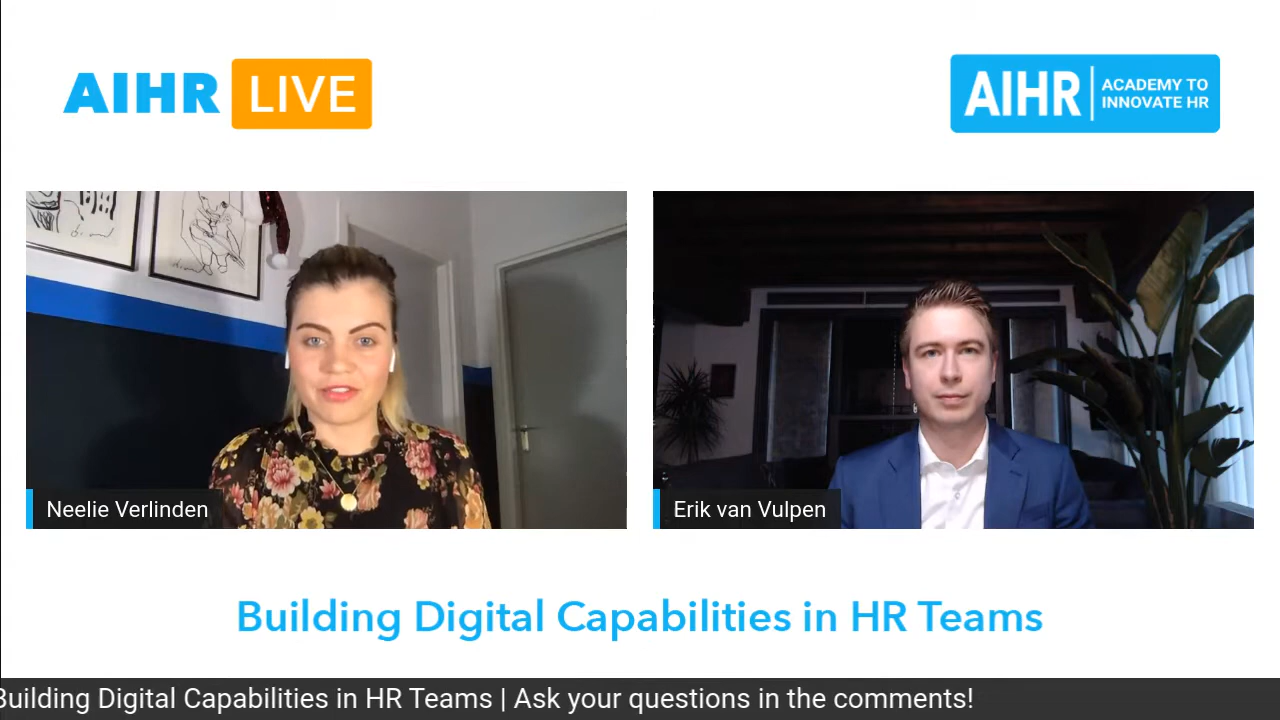 AIHR LIVE
AIHR
ACADEMY TO
INNOVATE HR
Neelie Verlinden
Erik van Vulpen
Building Digital Capabilities in HR Teams
Building Digital Capabilities in HR Teams | Ask your questions in the comments!